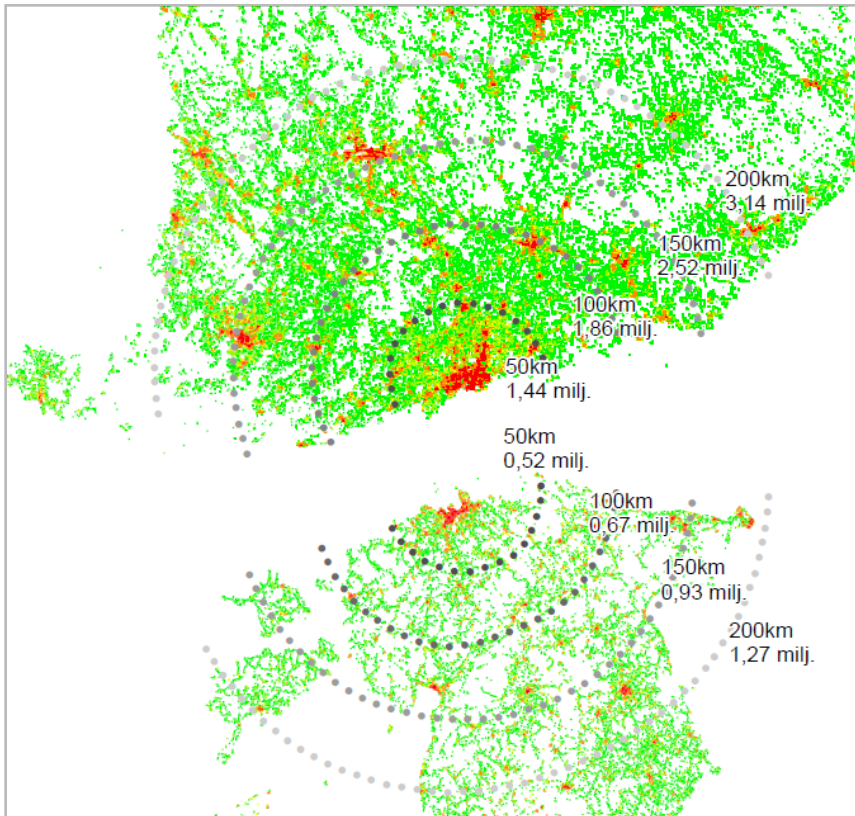 200km
3,14 milj.
150km
2,52 milj.
100km
1,86 milj.
50km
1,44 milj.
50km
0,52 milj.
100km
0,67 milj.
150km
0,93 milj.
200km
1,27 milj.